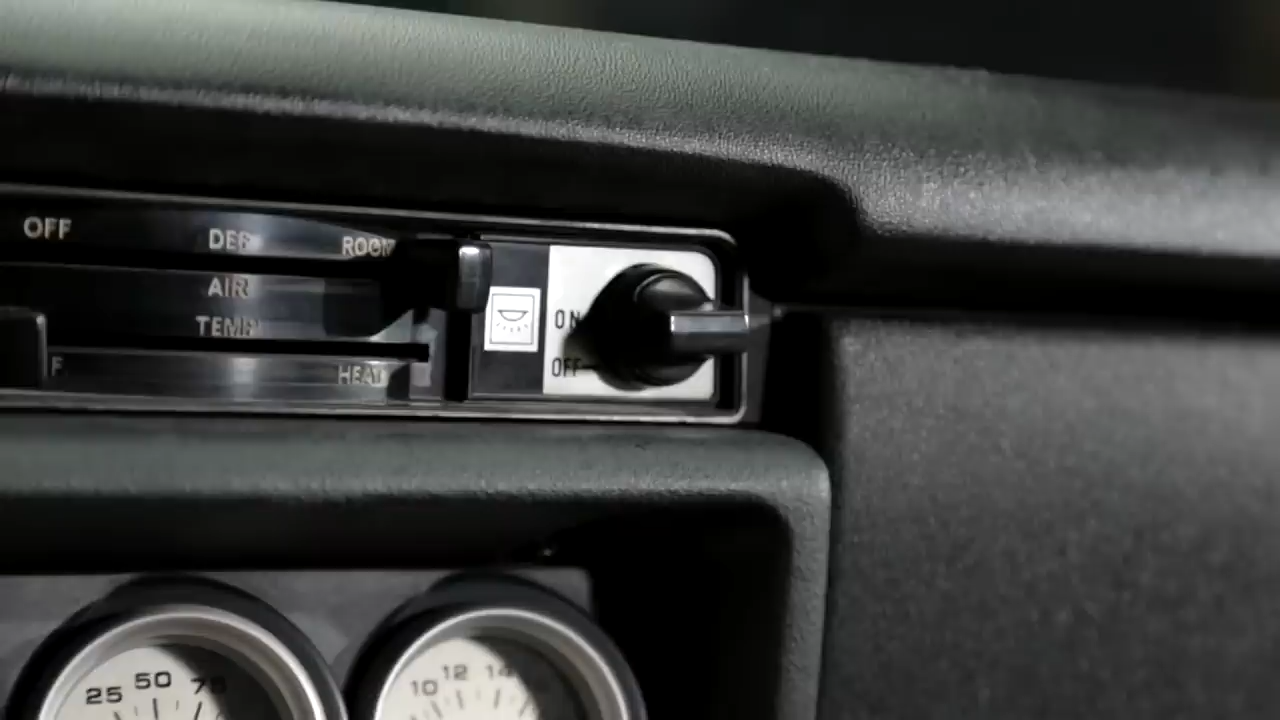 OFF DEF ROOM
AIR
TEMP
F HEAT
ON
OFF
25 50 75
10 12 14